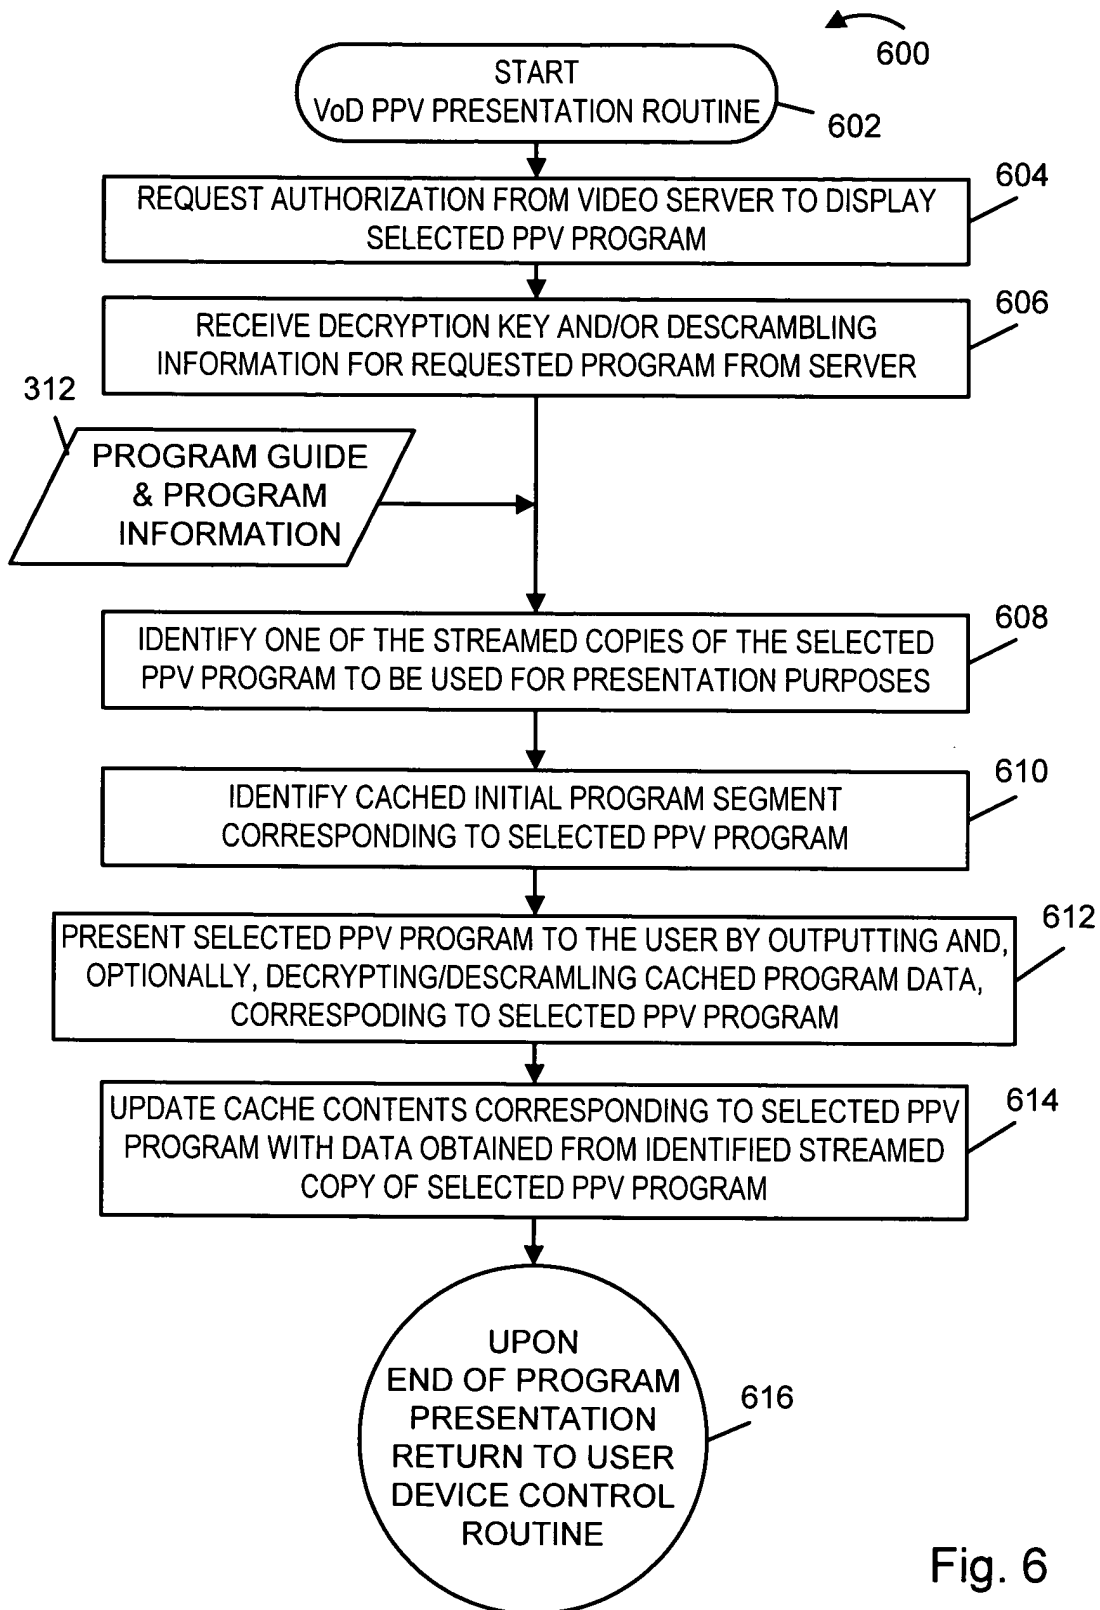 600
START
VoD PPV PRESENTATION ROUTINE
602
604
REQUEST AUTHORIZATION FROM VIDEO SERVER TO DISPLAY
SELECTED PPV PROGRAM
606
RECEIVE DECRYPTION KEY AND/OR DESCRAMBLING
INFORMATION FOR REQUESTED PROGRAM FROM SERVER
312
PROGRAM GUIDE
& PROGRAM
INFORMATION
608
IDENTIFY ONE OF THE STREAMED COPIES OF THE SELECTED
PPV PROGRAM TO BE USED FOR PRESENTATION PURPOSES
610
IDENTIFY CACHED INITIAL PROGRAM SEGMENT
CORRESPONDING TO SELECTED PPV PROGRAM
612
PRESENT SELECTED PPV PROGRAM TO THE USER BY OUTPUTTING AND,
OPTIONALLY, DECRYPTING/DESCRAMLING CACHED PROGRAM DATA,
CORRESPODING TO SELECTED PPV PROGRAM
614
UPDATE CACHE CONTENTS CORRESPONDING TO SELECTED PPV
PROGRAM WITH DATA OBTAINED FROM IDENTIFIED STREAMED
COPY OF SELECTED PPV PROGRAM
616
UPON
END OF PROGRAM
PRESENTATION
RETURN TO USER
DEVICE CONTROL
ROUTINE
Fig. 6